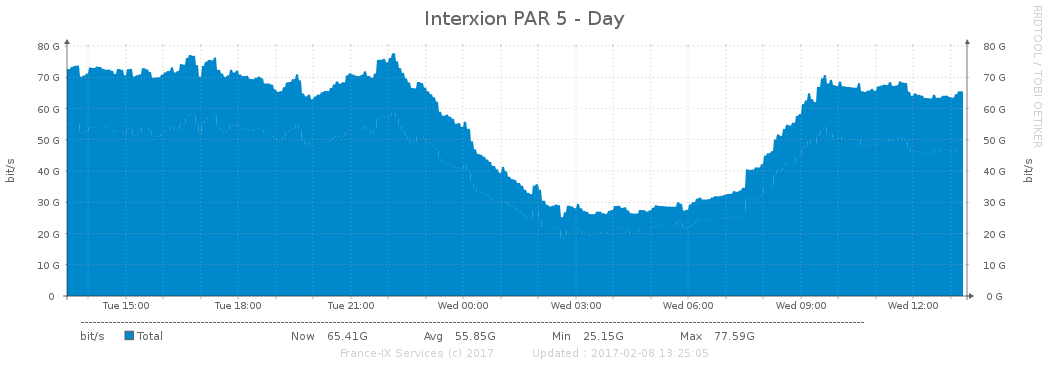 Interxion PAR 5 - Day
RRDTOOL / TOBI OETIKER
80 G 80 G
70 G 70 G
60 G 60 G
50 G 50 G
40 G 40 G
30 G 30 G
20 G 20 G
10 G 10 G
0 0 G
bit/s bit/s
Tue 15:00 Tue 18:00 Tue 21:00 Wed 00:00 Wed 03:00 Wed 06:00 Wed 09:00 Wed 12:00
bit/s Total Now 65.41G Avg 55.85G Min 25.15G Max 77.59G
France-IX Services (c) 2017 Updated : 2017-02-08 13:25:05